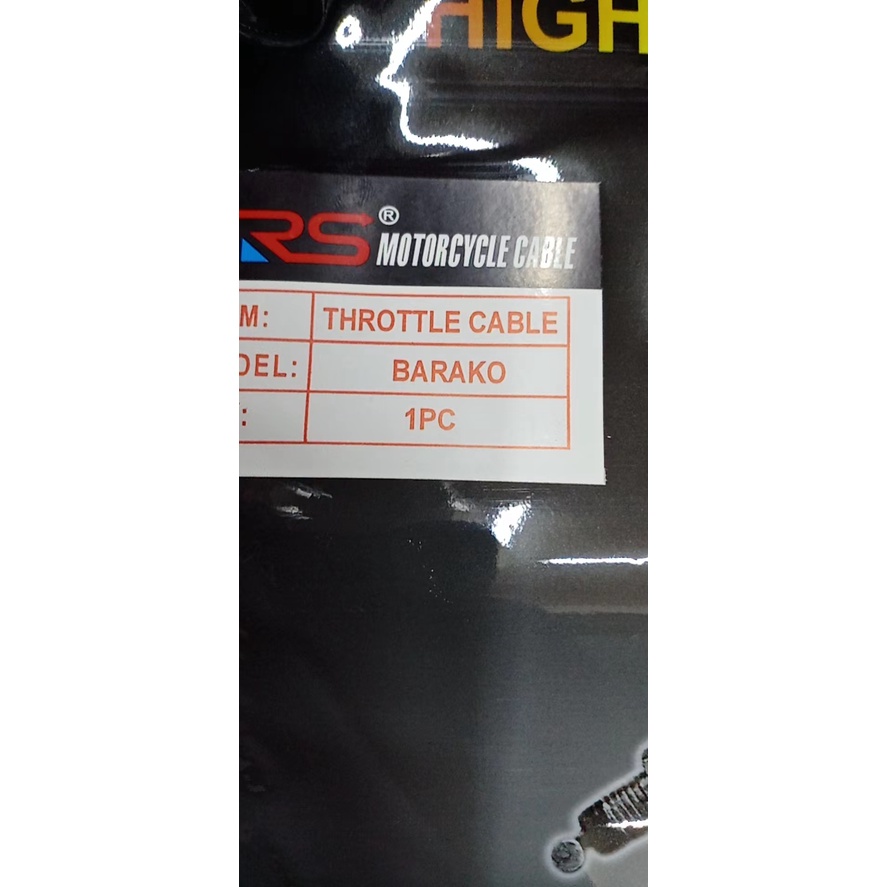 HIGH
RS® MOTORCYCLE CABLE
M: THROTTLE CABLE
DEL: BARAKO
: 1PC